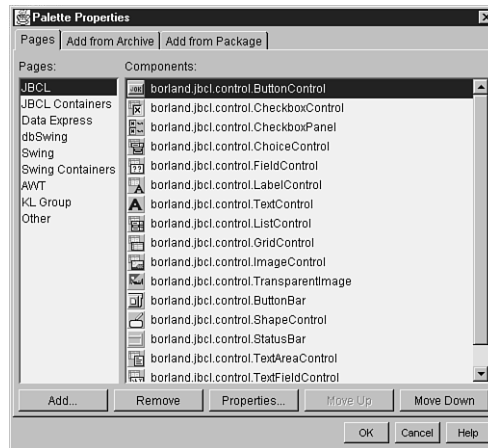 Palette Properties
Pages
Add from Archive
Add from Package
Pages:
JBCL
JBCL Containers
Data Express
dbSwing
Swing
Swing Containers
AWT
KL Group
Other
Components:
borland.jbcl.control.ButtonControl
borland.jbcl.control.CheckboxControl
borland.jbcl.control.CheckboxPanel
borland.jbcl.control.ChoiceControl
borland.jbcl.control.FieldControl
borland.jbcl.control.LabelControl
borland.jbcl.control.TextControl
borland.jbcl.control.ListControl
borland.jbcl.control.GridControl
borland.jbcl.control.ImageControl
borland.jbcl.control.TransparentImage
borland.jbcl.control.ButtonBar
borland.jbcl.control.ShapeControl
borland.jbcl.control.StatusBar
borland.jbcl.control.TextAreaControl
borland.jbcl.control.TextFieldControl
Add...
Remove
Properties...
Move Up
Move Down
OK
Cancel
Help